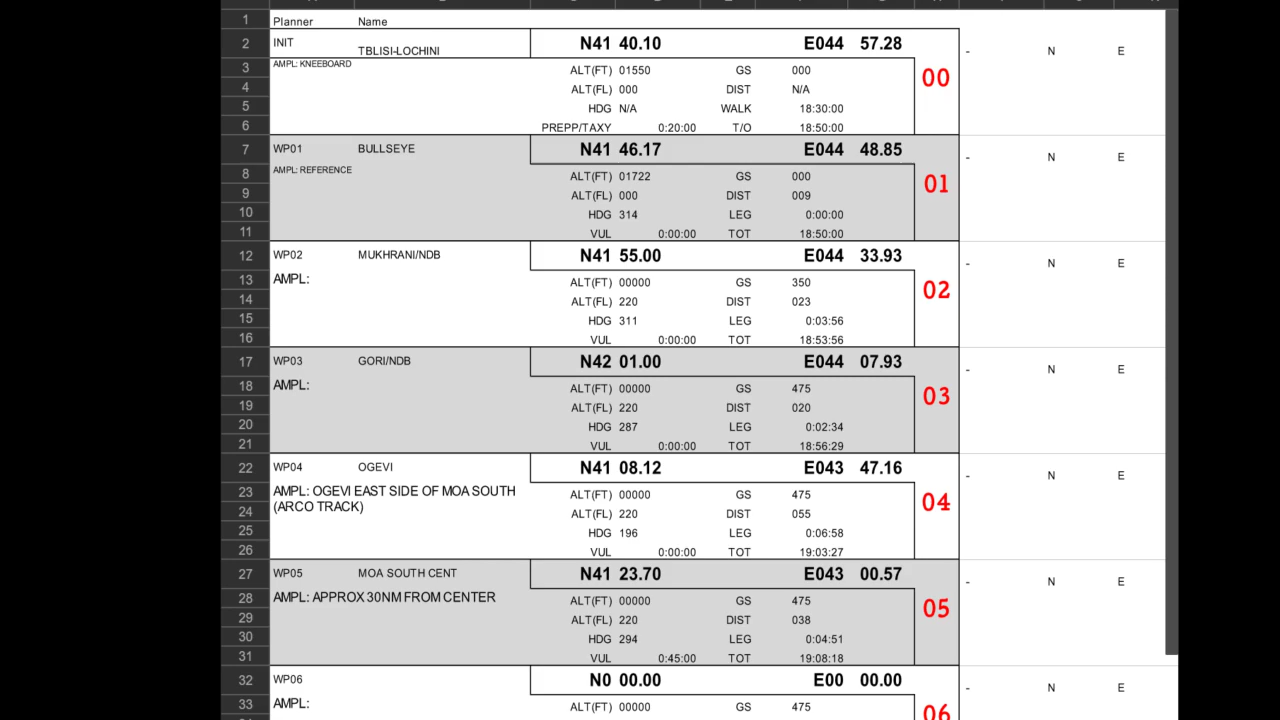 1 Planner Name
2 INIT TBLISI-LOCHINI N41 40.10 E044 57.28 - N E
3 AMPL: KNEEBOARD ALT(FT) 01550 GS 000 00
4 ALT(FL) 000 DIST N/A
5 HDG N/A WALK 18:30:00
6 PREPP/TAXY 0:20:00 T/O 18:50:00
7 WP01 BULLSEYE N41 46.17 E044 48.85 - N E
8 AMPL: REFERENCE ALT(FT) 01722 GS 000 01
9 ALT(FL) 000 DIST 009
10 HDG 314 LEG 0:00:00
11 VUL 0:00:00 TOT 18:50:00
12 WP02 MUKHRANI/NDB N41 55.00 E044 33.93 - N E
13 AMPL: ALT(FT) 00000 GS 350 02
14 ALT(FL) 220 DIST 023
15 HDG 311 LEG 0:03:56
16 VUL 0:00:00 TOT 18:53:56
17 WP03 GORI/NDB N42 01.00 E044 07.93 - N E
18 AMPL: ALT(FT) 00000 GS 475 03
19 ALT(FL) 220 DIST 020
20 HDG 287 LEG 0:02:34
21 VUL 0:00:00 TOT 18:56:29
22 WP04 OGEVI N41 08.12 E043 47.16 - N E
23 AMPL: OGEVI EAST SIDE OF MOA SOUTH ALT(FT) 00000 GS 475 04
24 (ARCO TRACK) ALT(FL) 220 DIST 055
25 HDG 196 LEG 0:06:58
26 VUL 0:00:00 TOT 19:03:27
27 WP05 MOA SOUTH CENT N41 23.70 E043 00.57 - N E
28 AMPL: APPROX 30NM FROM CENTER ALT(FT) 00000 GS 475 05
29 ALT(FL) 220 DIST 038
30 HDG 294 LEG 0:04:51
31 VUL 0:45:00 TOT 19:08:18
32 WP06 N0 00.00 E00 00.00 - N E
33 AMPL: ALT(FT) 00000 GS 475 06